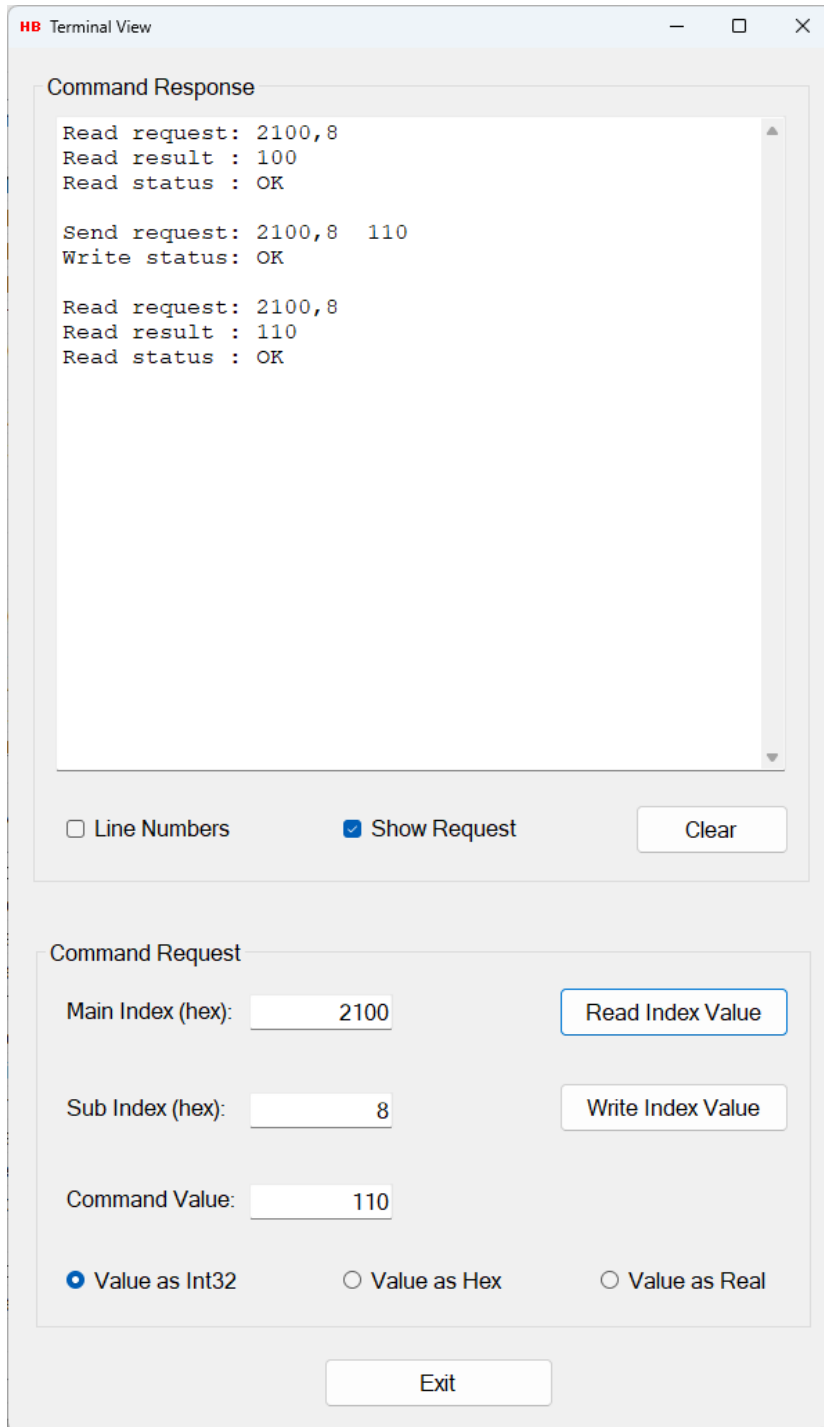 HB Terminal View
Command Response
Read request: 2100,8
Read result : 100
Read status : OK
Send request: 2100,8  110
Write status: OK
Read request: 2100,8
Read result : 110
Read status : OK
Line Numbers
Show Request
Clear
Command Request
Main Index (hex): 2100
Read Index Value
Sub Index (hex): 8
Write Index Value
Command Value: 110
Value as Int32
Value as Hex
Value as Real
Exit